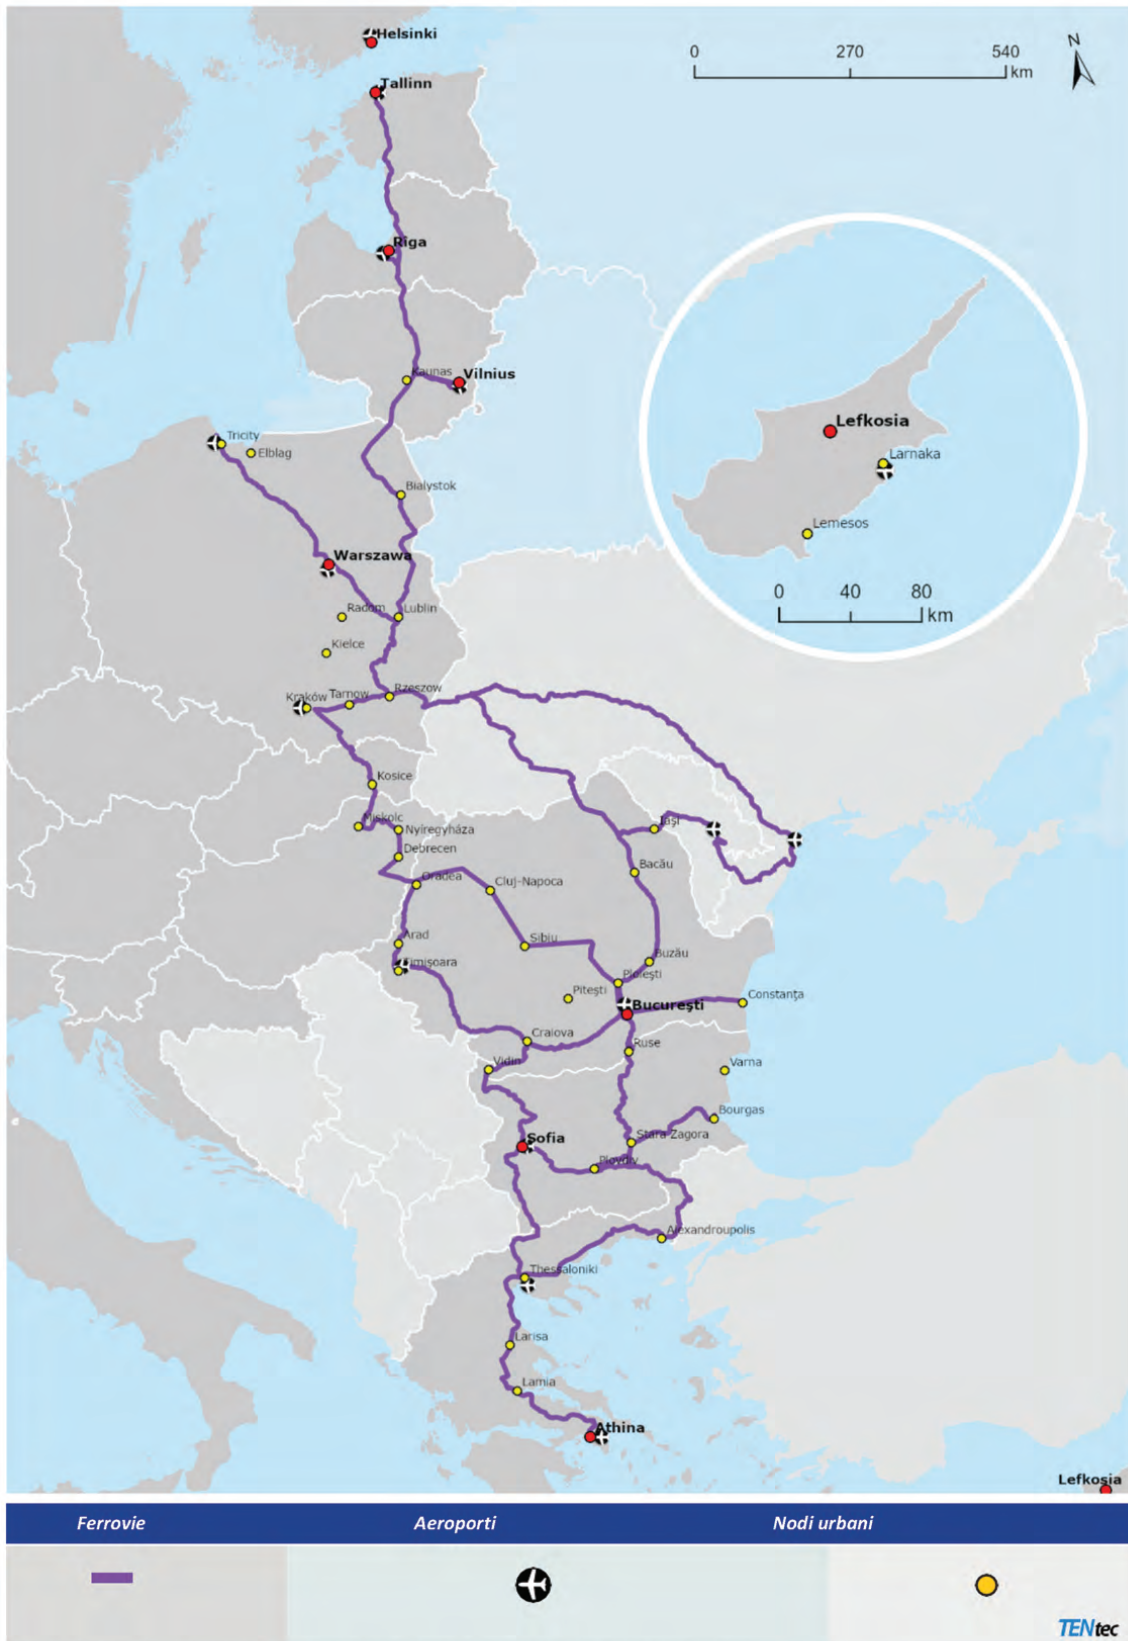 Helsinki
0 270 540
km
N
Tallinn
Riga
Kaunas
Vilnius
Tricity
Elblag
Bialystok
Lefkosia
Larnaka
Lemesos
0 40 80
km
Warszawa
Radom
Lublin
Kielce
Rzeszow
Tarnow
Kraków
Kosice
Miskolc
Nyíregyháza
Iuşi
Debrecen
Bacău
Oradea
Cluj-Napoca
Arad
Sibiu
Timişoara
Buzău
Ploieşti
Piteşti
Constanţa
Bucureşti
Craiova
Ruse
Vidin
Varna
Bourgas
Sofia
Stara Zagora
Plovdiv
Alexandroupolis
Thessaloniki
Larisa
Lamia
Athina
Lefkosia
Ferrovie Aeroporti Nodi urbani
TENtec